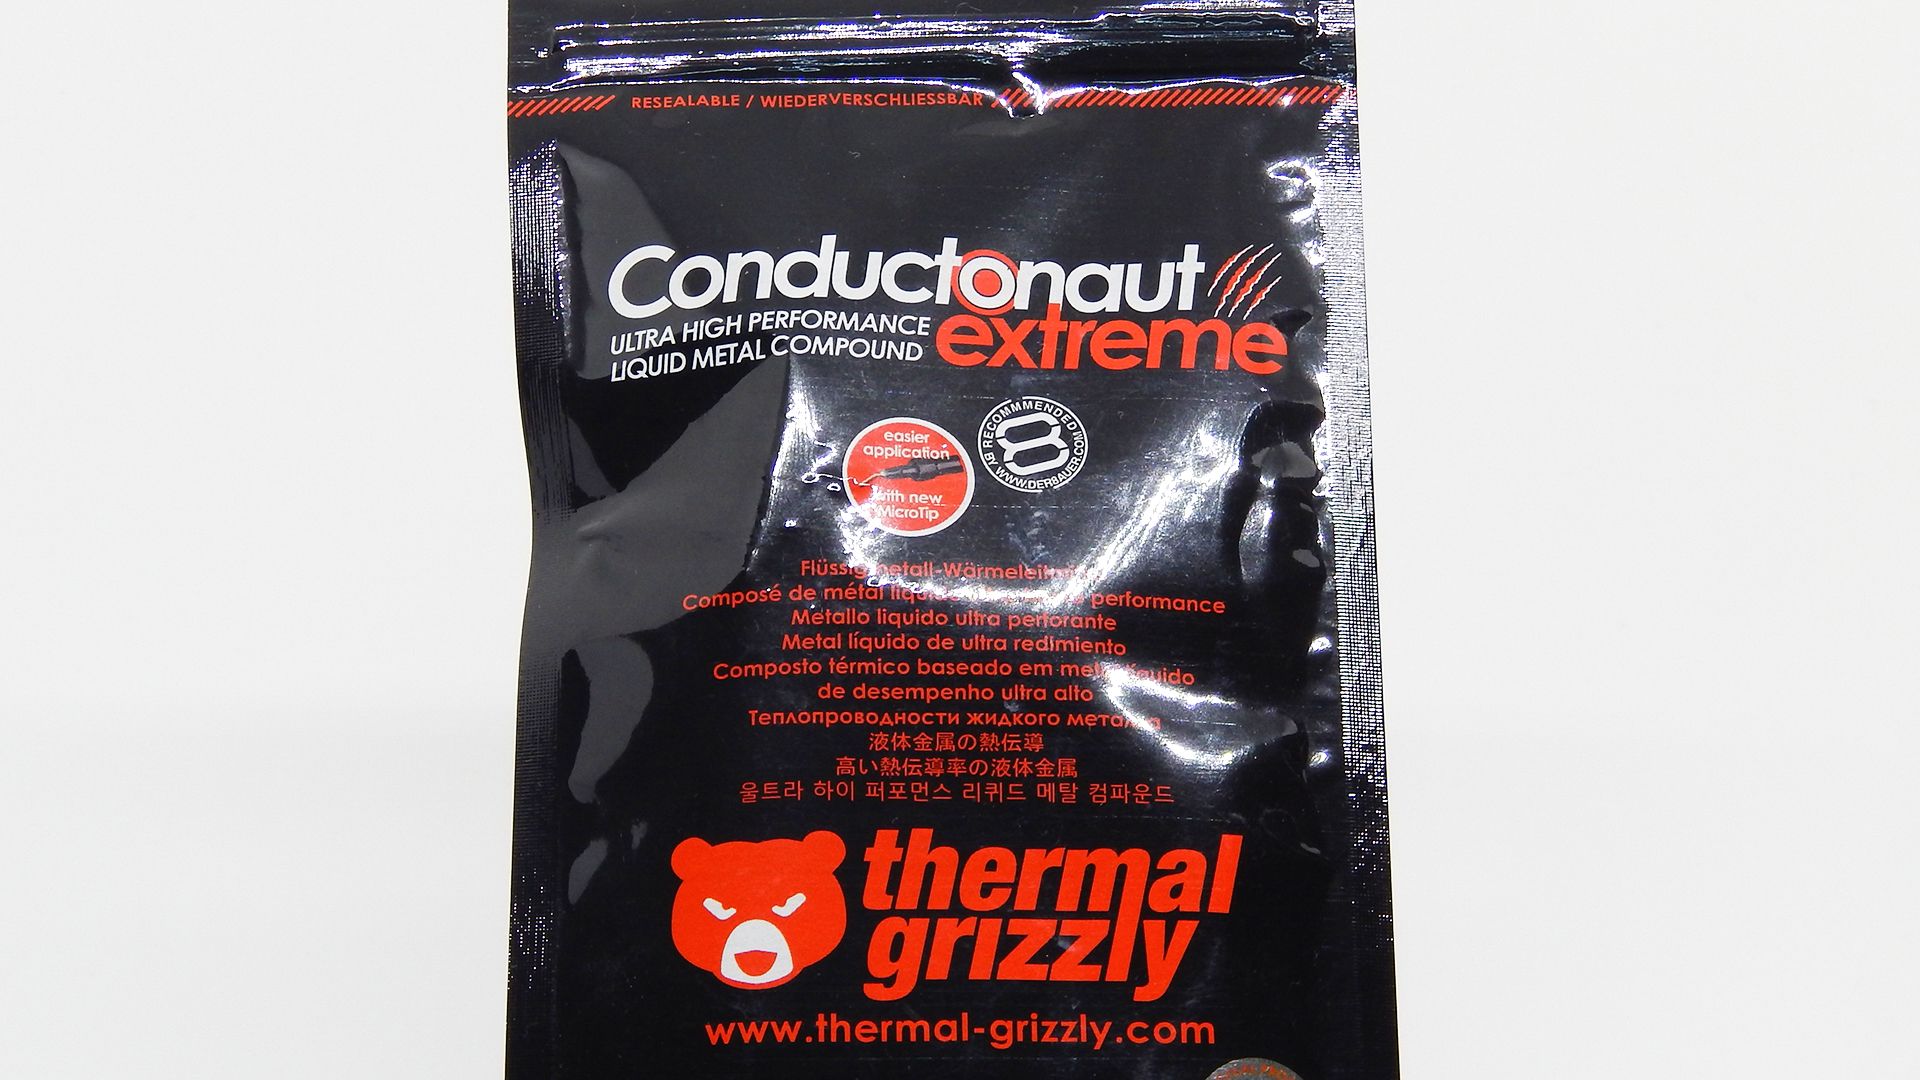 RESEALABLE / WIEDERVERSCHLIESSBAR
Conductonaut
extreme
ULTRA HIGH PERFORMANCE
LIQUID METAL COMPOUND
easier
application
with new
MicroTip
RECOMMMENDED
BY WWW.DER8AUER.COM
Composé de métal performance
Metallo liquido ultra perforante
Metal líquido de ultra redimiento
Composto térmico baseado em
de desempenho ultra alto
Теплопроводности жидкого
液体金属の熱伝導
高い熱伝導率の液体金属
울트라 하이 퍼포먼스 리퀴드 메탈 컴파운드
thermal
grizzly
www.thermal-grizzly.com